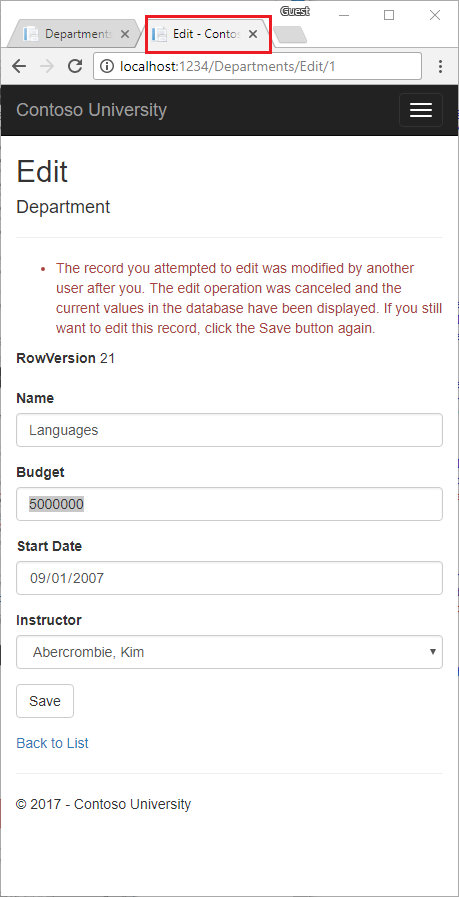 Guest
Departments
Edit - Contos
localhost:1234/Departments/Edit/1
Contoso University
Edit
Department
The record you attempted to edit was modified by another
user after you. The edit operation was canceled and the
current values in the database have been displayed. If you still
want to edit this record, click the Save button again.
RowVersion 21
Name
Languages
Budget
5000000
Start Date
09/01/2007
Instructor
Abercrombie, Kim
Save
Back to List
© 2017 - Contoso University